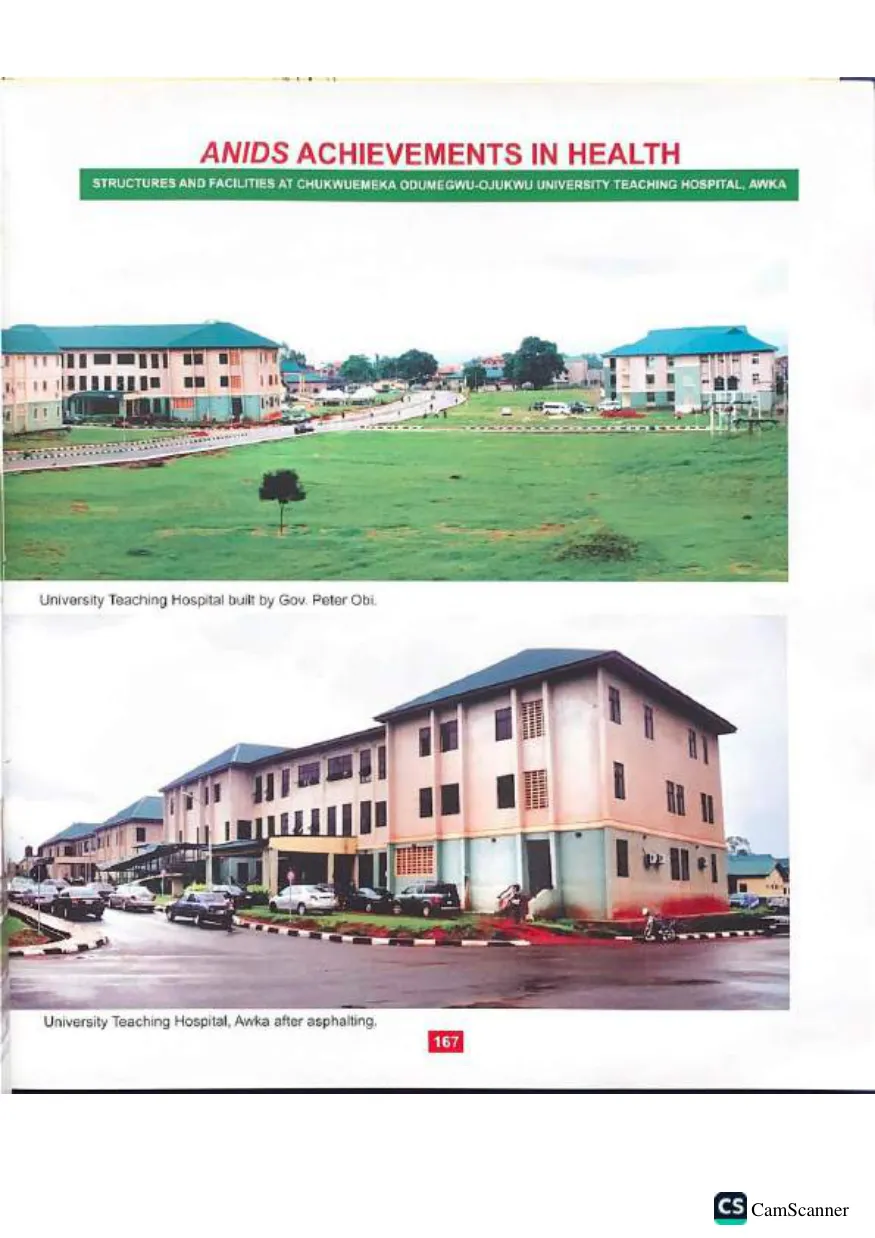 ANIDS ACHIEVEMENTS IN HEALTH
STRUCTURES AND FACILITIES AT CHUKWUEMEKA ODUMEGWU-OJUKWU UNIVERSITY TEACHING HOSPITAL, AWKA
University Teaching Hospital built by Gov. Peter Obi.
University Teaching Hospital, Awka after asphalting.
167
CS CamScanner